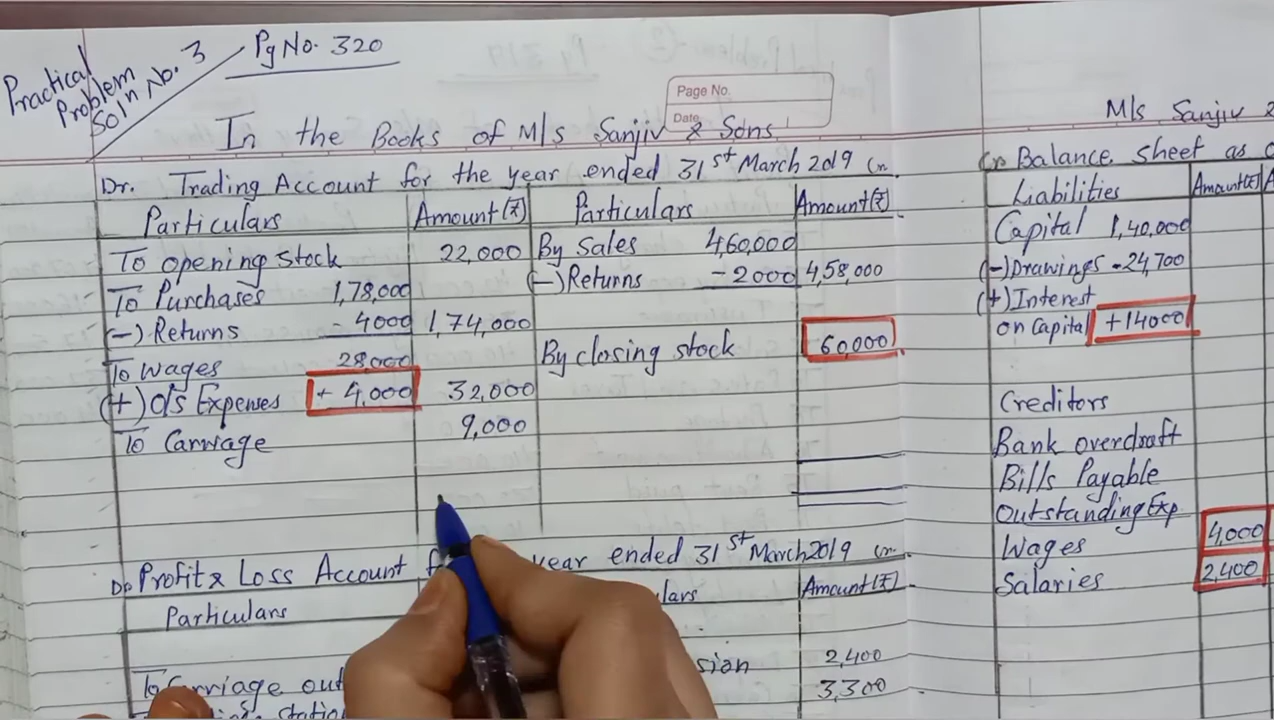 Practical
Problem
Soln No. 3
Pg No. 320
Page No.
Date
In the Books of M/s Sanjiv & Sons
Dr. Trading Account for the year ended 31st March 2019 Cr.
Particulars Amount(₹) Particulars Amount(₹)
To opening stock 22,000 By Sales 4,60,000
To Purchases 1,78,000 (-) Returns - 2000 4,58,000
(-) Returns 4000 1,74,000
To Wages 28,000 By closing stock 60,000
(+) O/S Expenses + 4,000 32,000
To Carriage 9,000
Dr. Profit & Loss Account year ended 31st March 2019 Cr.
Particulars Amount(₹)
2,400
3,300
M/s Sanjiv &
Balance sheet as
Liabilities Amount(₹)
Capital 1,40,000
(-) Drawings - 24,700
(+) Interest
on Capital +14000
Creditors
Bank overdraft
Bills Payable
Outstanding Exp
Wages 4,000
Salaries 2,400